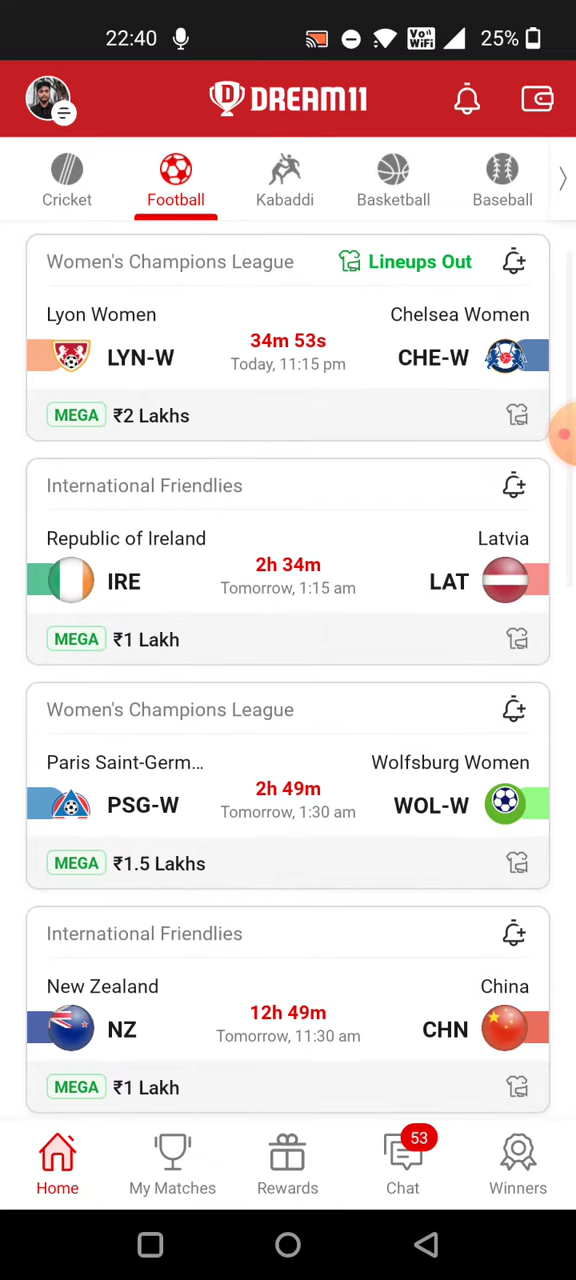 22:40 Vo)) WiFi 25%
DREAM11
Cricket Football Kabaddi Basketball Baseball
Women's Champions League Lineups Out
Lyon Women Chelsea Women
34m 53s
LYN-W Today, 11:15 pm CHE-W
MEGA ₹2 Lakhs
International Friendlies
Republic of Ireland Latvia
2h 34m
IRE Tomorrow, 1:15 am LAT
MEGA ₹1 Lakh
Women's Champions League
Paris Saint-Germ... Wolfsburg Women
2h 49m
PSG-W Tomorrow, 1:30 am WOL-W
MEGA ₹1.5 Lakhs
International Friendlies
New Zealand China
12h 49m
NZ Tomorrow, 11:30 am CHN
MEGA ₹1 Lakh
53
Home My Matches Rewards Chat Winners